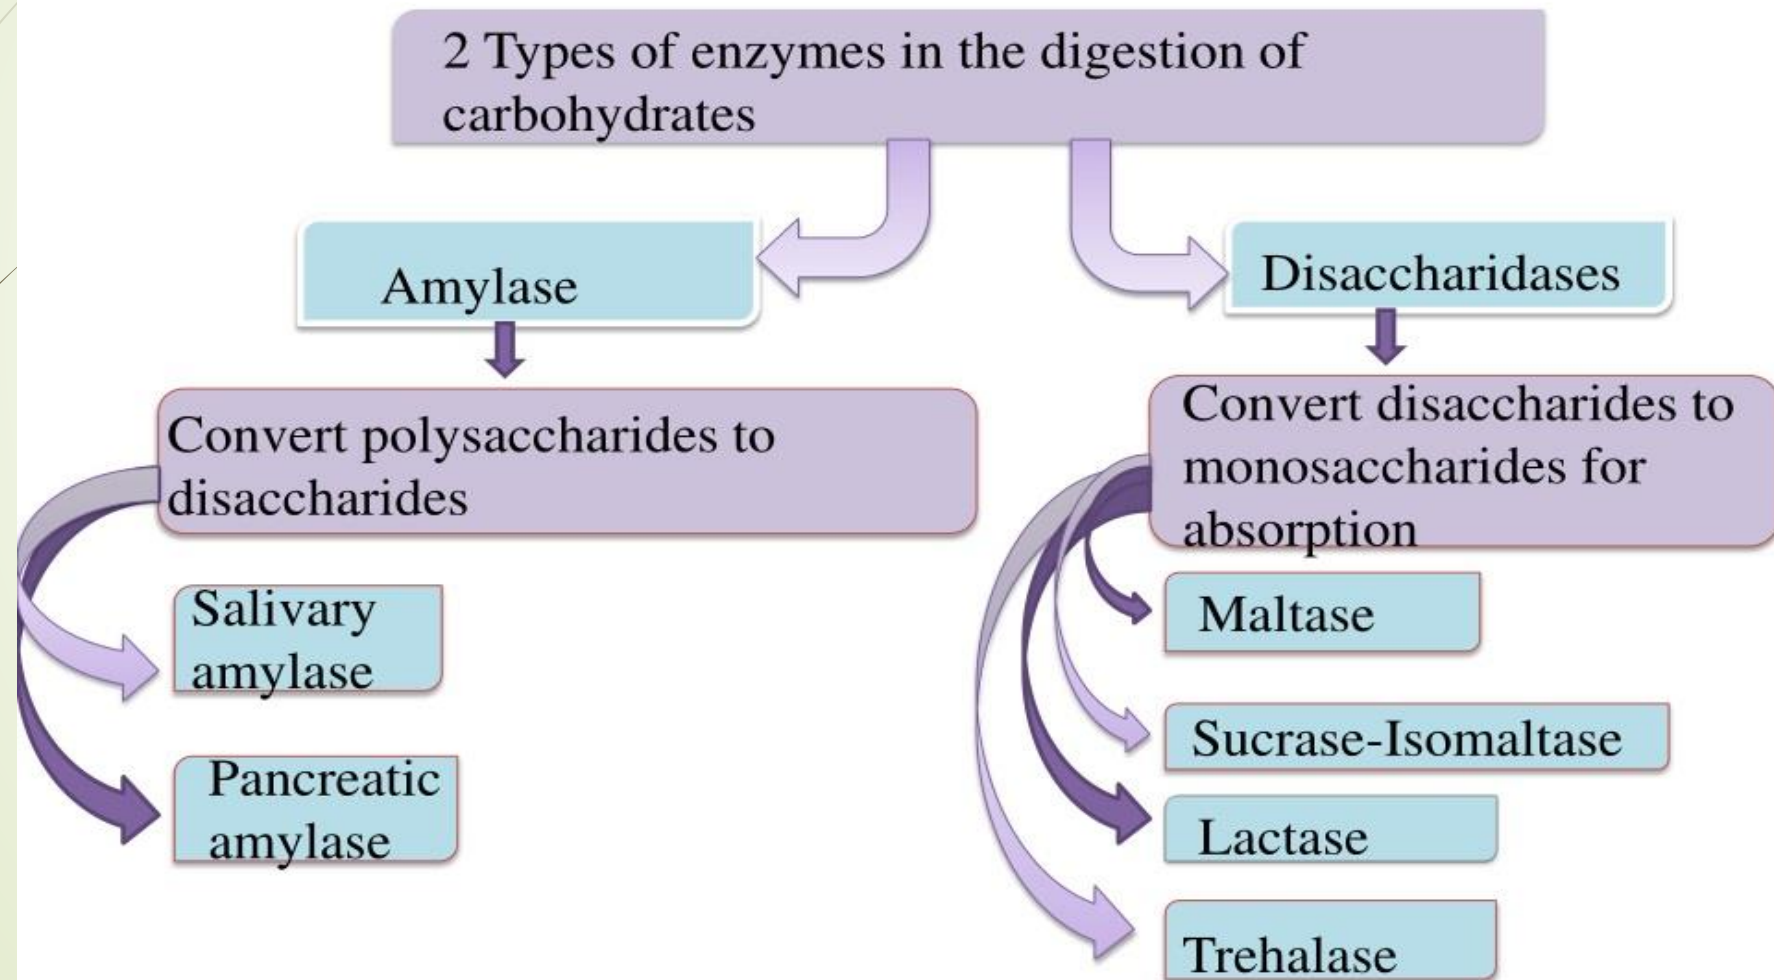 2 Types of enzymes in the digestion of
carbohydrates
Amylase
Disaccharidases
Convert polysaccharides to
disaccharides
Convert disaccharides to
monosaccharides for
absorption
Salivary
amylase
Pancreatic
amylase
Maltase
Sucrase-Isomaltase
Lactase
Trehalase